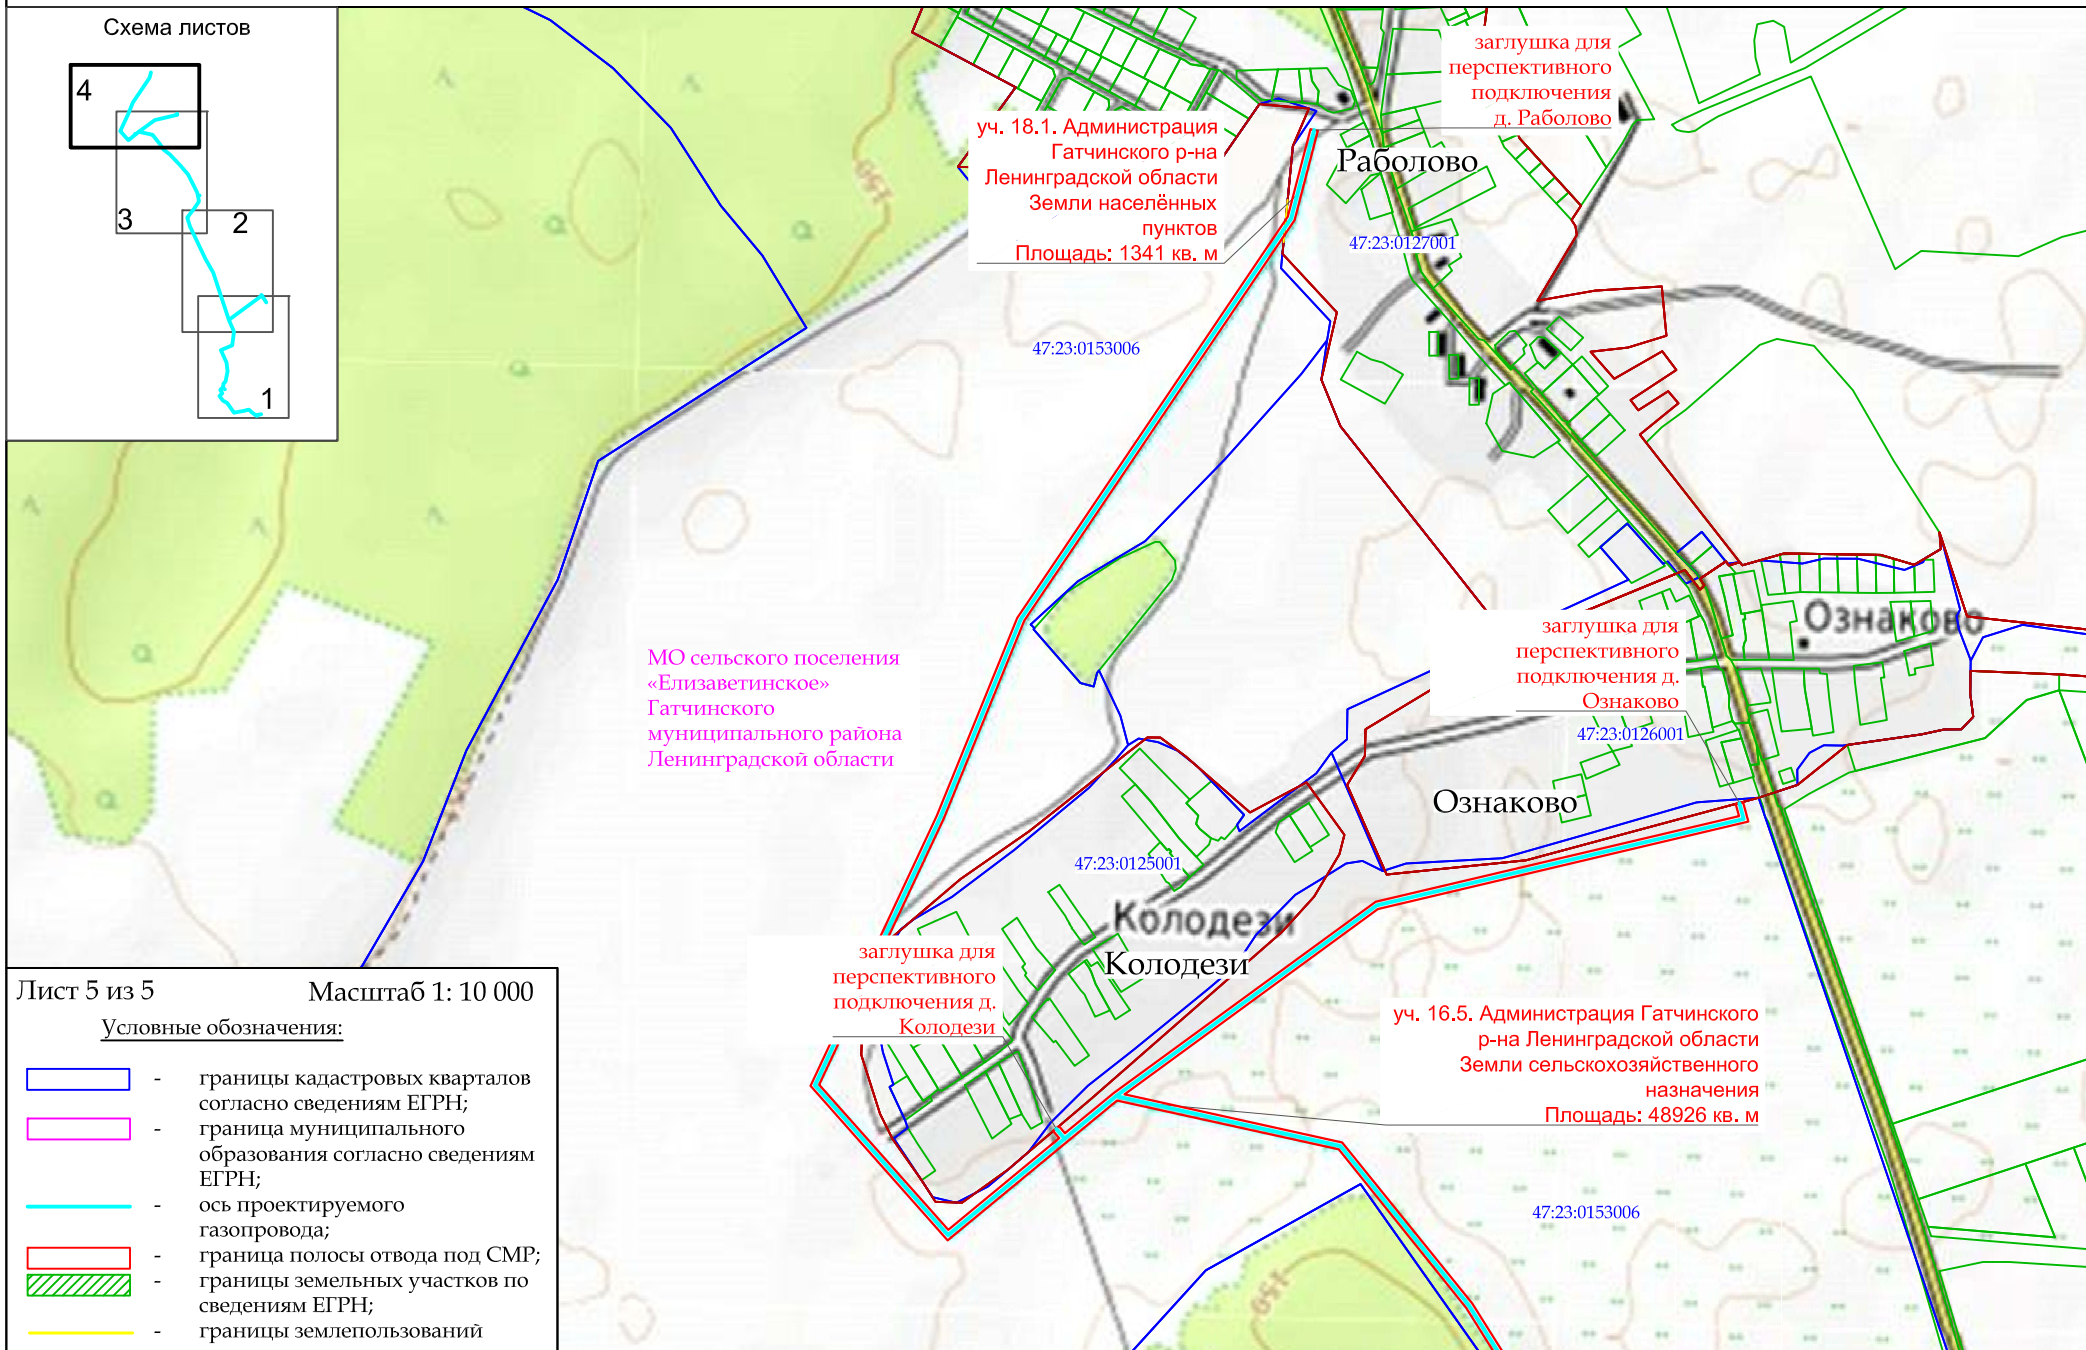 Схема листов
4
3
2
1
заглушка для
перспективного
подключения
д. Раболово
уч. 18.1. Администрация
Гатчинского р-на
Ленинградской области
Земли населённых
пунктов
Площадь: 1341 кв. м
Раболово
47:23:0127001
150
47:23:0153006
заглушка для
перспективного
подключения д.
Ознаково
Ознаково
47:23:0126001
МО сельского поселения
«Елизаветинское»
Гатчинского
муниципального района
Ленинградской области
Ознаково
47:23:0125001
Колодези
Колодези
заглушка для
перспективного
подключения д.
Колодези
уч. 16.5. Администрация Гатчинского
р-на Ленинградской области
Земли сельскохозяйственного
назначения
Площадь: 48926 кв. м
47:23:0153006
150
Лист 5 из 5 Масштаб 1: 10 000
Условные обозначения:
- границы кадастровых кварталов
согласно сведениям ЕГРН;
- граница муниципального
образования согласно сведениям
ЕГРН;
- ось проектируемого
газопровода;
- граница полосы отвода под СМР;
- границы земельных участков по
сведениям ЕГРН;
- границы землепользований